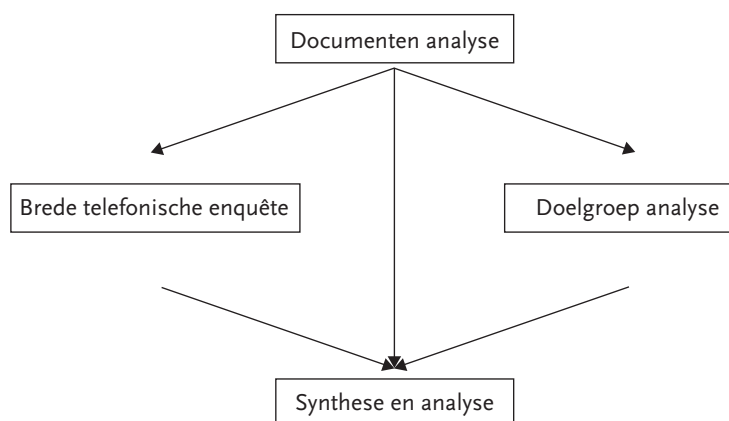 Documenten analyse
Brede telefonische enquête
Doelgroep analyse
Synthese en analyse